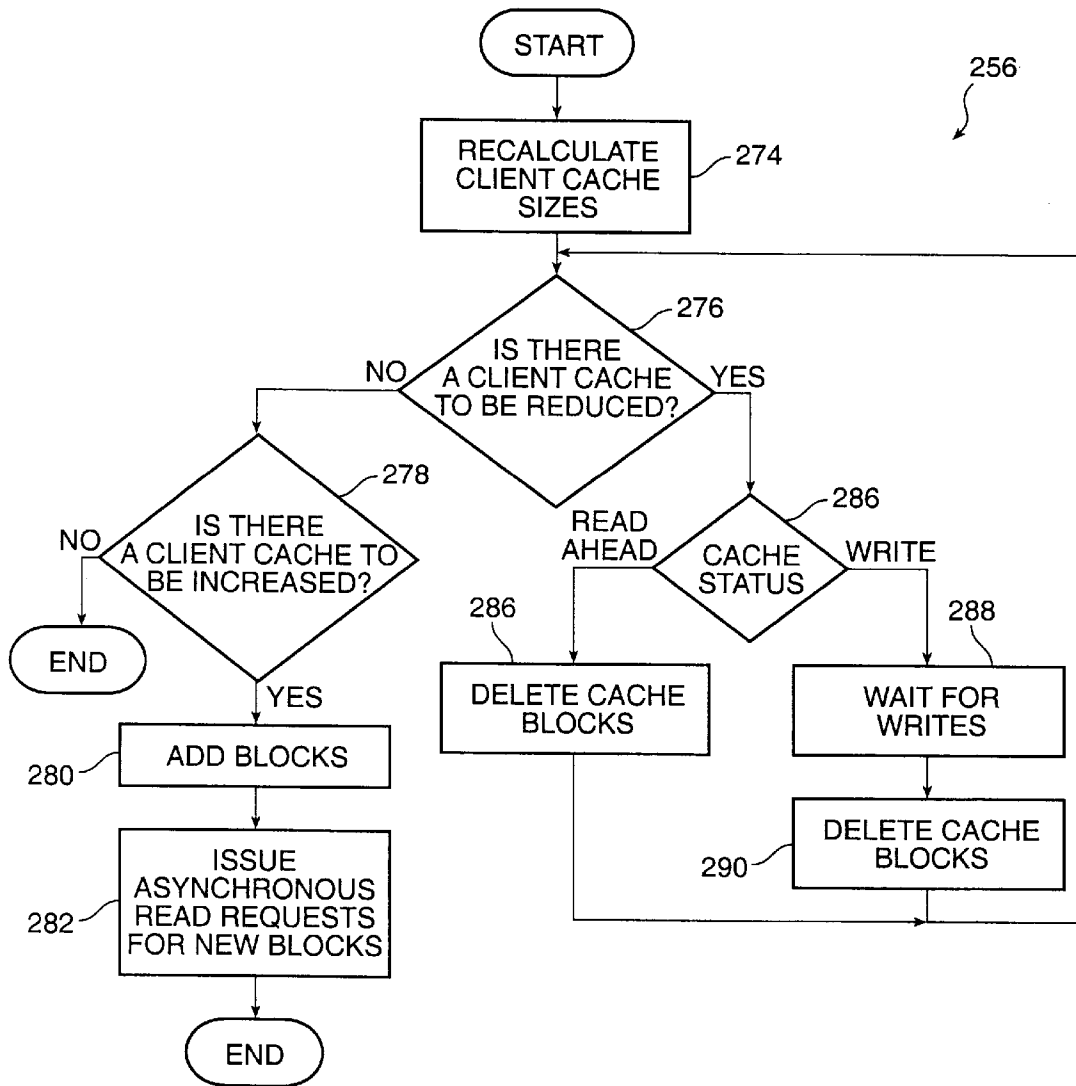 START
256
RECALCULATE
CLIENT CACHE
SIZES
274
276
IS THERE
A CLIENT CACHE
TO BE REDUCED?
NO
YES
278
IS THERE
A CLIENT CACHE TO
BE INCREASED?
NO
END
YES
286
CACHE
STATUS
READ
AHEAD
WRITE
286
DELETE CACHE
BLOCKS
288
WAIT FOR
WRITES
280
ADD BLOCKS
290
DELETE CACHE
BLOCKS
282
ISSUE
ASYNCHRONOUS
READ REQUESTS
FOR NEW BLOCKS
END